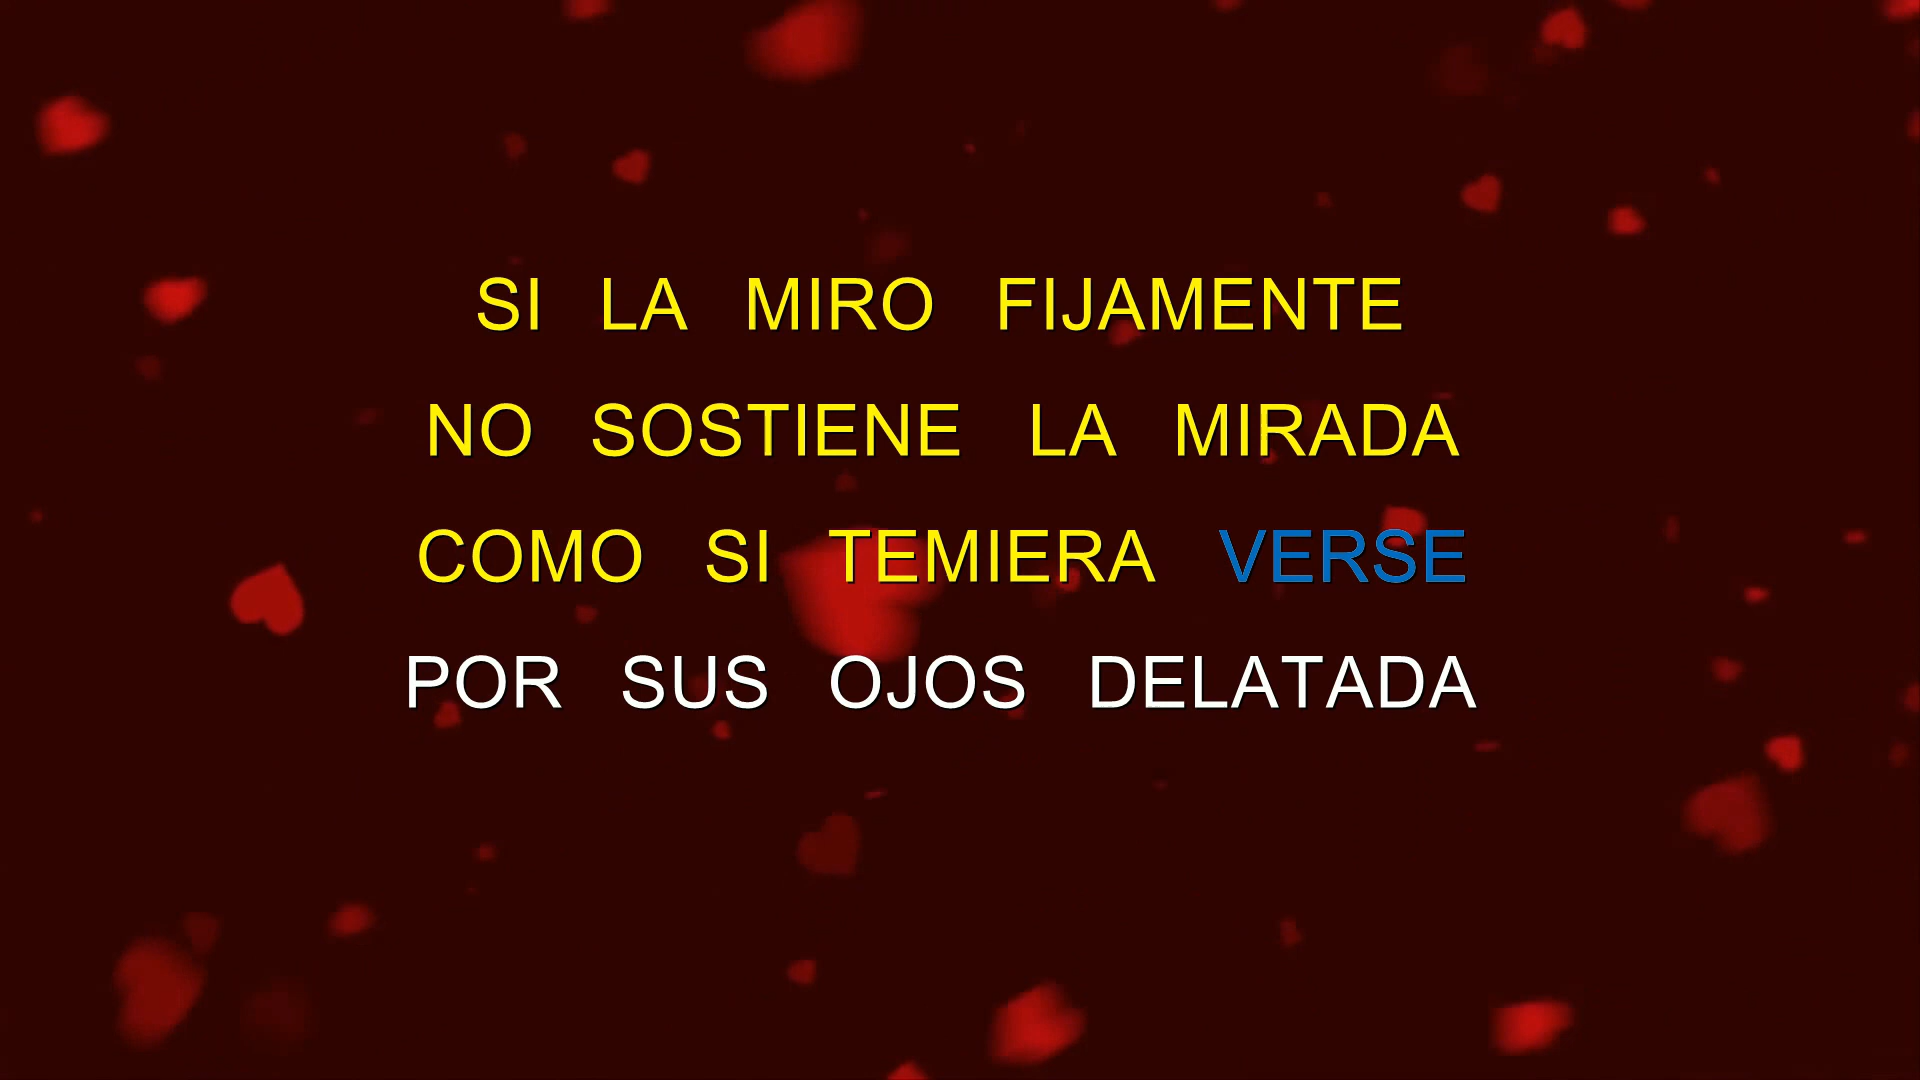 SI LA MIRO FIJAMENTE
NO SOSTIENE LA MIRADA
COMO SI TEMIERA VERSE
POR SUS OJOS DELATADA